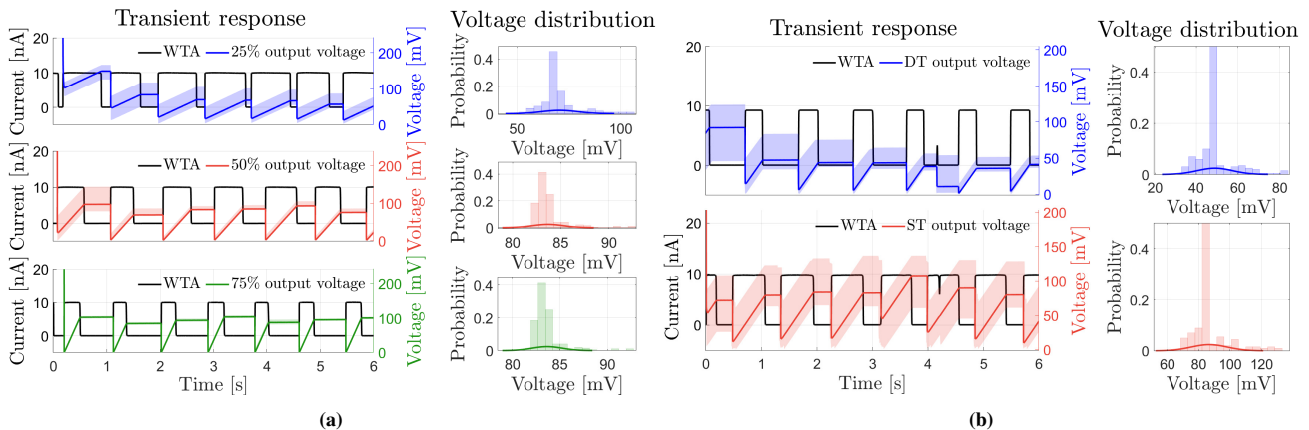 Transient response
Voltage distribution
Current [nA]
20
10
0
WTA
25% output voltage
200
100
0
Voltage [mV]
Probability
0.4
0.2
0
50
100
Voltage [mV]
Current [nA]
20
10
0
WTA
50% output voltage
200
100
0
Voltage [mV]
Probability
0.4
0.2
0
80
85
90
Voltage [mV]
Current [nA]
20
10
0
WTA
75% output voltage
200
100
0
Voltage [mV]
0
1
2
3
4
5
6
Time [s]
Probability
0.4
0.2
0
80
85
90
Voltage [mV]
(a)
Transient response
Voltage distribution
20
10
0
WTA
DT output voltage
200
150
100
50
0
Voltage [mV]
Probability
0.4
0.2
0
20
40
60
80
Voltage [mV]
Current [nA]
20
10
0
WTA
ST output voltage
200
150
100
50
0
Voltage [mV]
0
1
2
3
4
5
6
Time [s]
Probability
0.4
0.2
0
60
80
100
120
Voltage [mV]
(b)